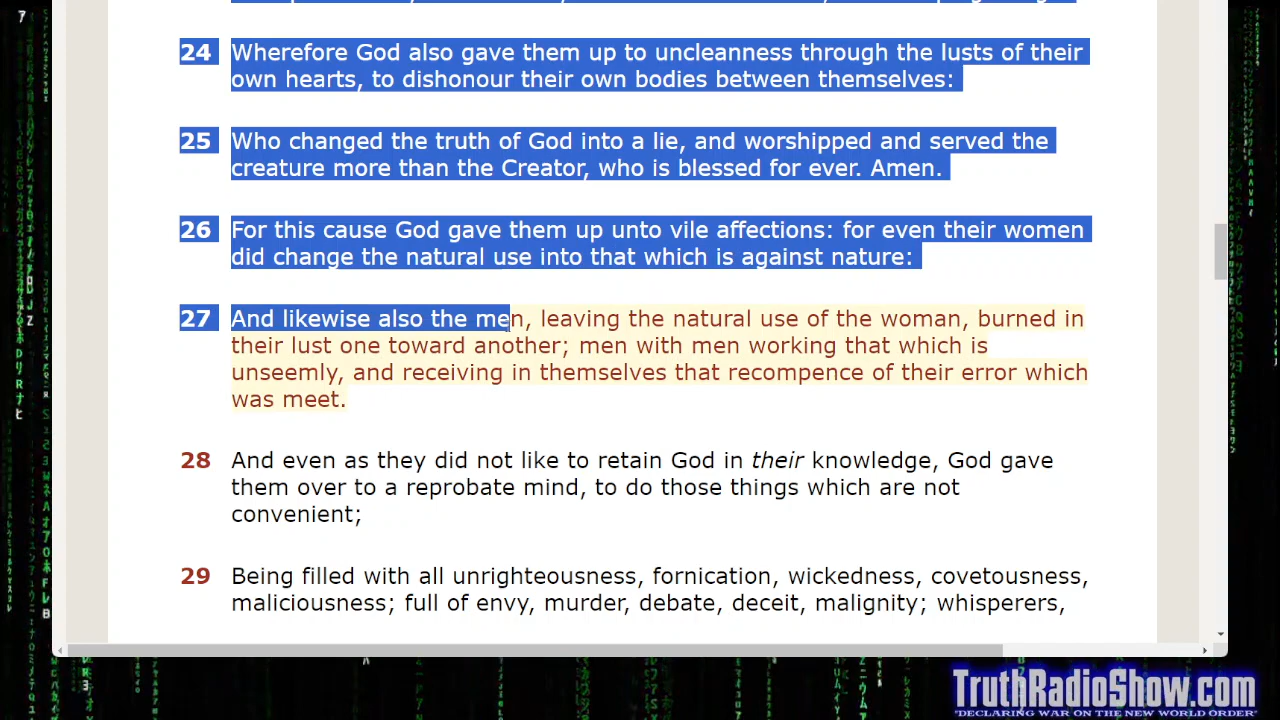 24 Wherefore God also gave them up to uncleanness through the lusts of their
own hearts, to dishonour their own bodies between themselves:
25 Who changed the truth of God into a lie, and worshipped and served the
creature more than the Creator, who is blessed for ever. Amen.
26 For this cause God gave them up unto vile affections: for even their women
did change the natural use into that which is against nature:
27 And likewise also the men, leaving the natural use of the woman, burned in
their lust one toward another; men with men working that which is
unseemly, and receiving in themselves that recompence of their error which
was meet.
28 And even as they did not like to retain God in their knowledge, God gave
them over to a reprobate mind, to do those things which are not
convenient;
29 Being filled with all unrighteousness, fornication, wickedness, covetousness,
maliciousness; full of envy, murder, debate, deceit, malignity; whisperers,
TruthRadioShow.com
"DECLARING WAR ON THE NEW WORLD ORDER"